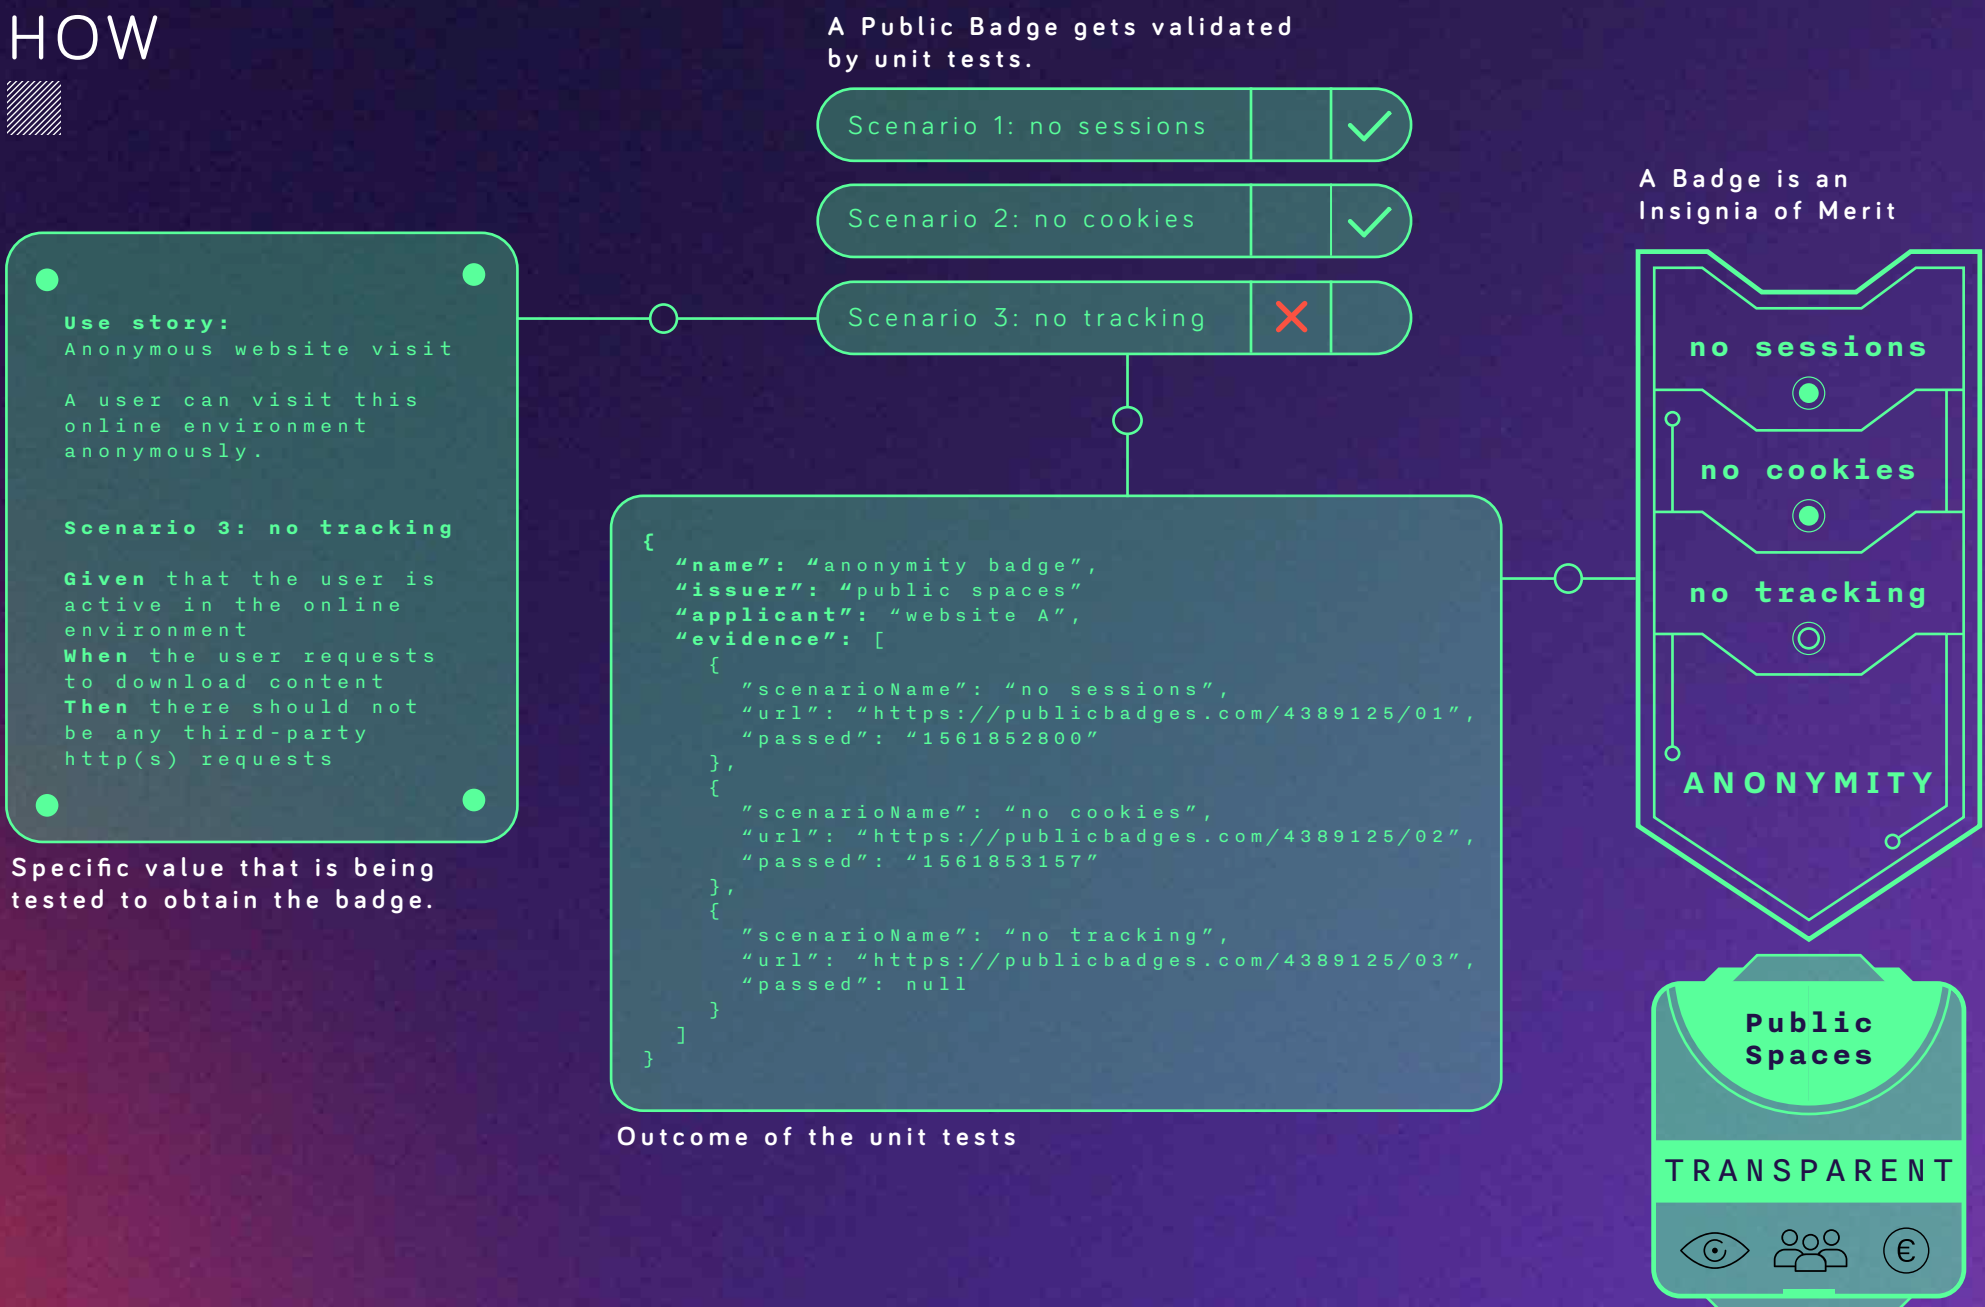 HOW
A Public Badge gets validated
by unit tests.
Scenario 1: no sessions
Scenario 2: no cookies
Scenario 3: no tracking
Use story:
Anonymous website visit
A user can visit this
online environment
anonymously.
Scenario 3: no tracking
Given that the user is
active in the online
environment
When the user requests
to download content
Then there should not
be any third-party
http(s) requests
Specific value that is being
tested to obtain the badge.
{
“name”: “anonymity badge”,
“issuer”: “public spaces”
“applicant”: “website A”,
“evidence”: [
{
”scenarioName”: “no sessions”,
“url”: “https://publicbadges.com/4389125/01”,
“passed”: “1561852800”
},
{
”scenarioName”: “no cookies”,
“url”: “https://publicbadges.com/4389125/02”,
“passed”: “1561853157”
},
{
”scenarioName”: “no tracking”,
“url”: “https://publicbadges.com/4389125/03”,
“passed”: null
}
]
}
Outcome of the unit tests
A Badge is an
Insignia of Merit
no sessions
no cookies
no tracking
ANONYMITY
Public
Spaces
TRANSPARENT
€